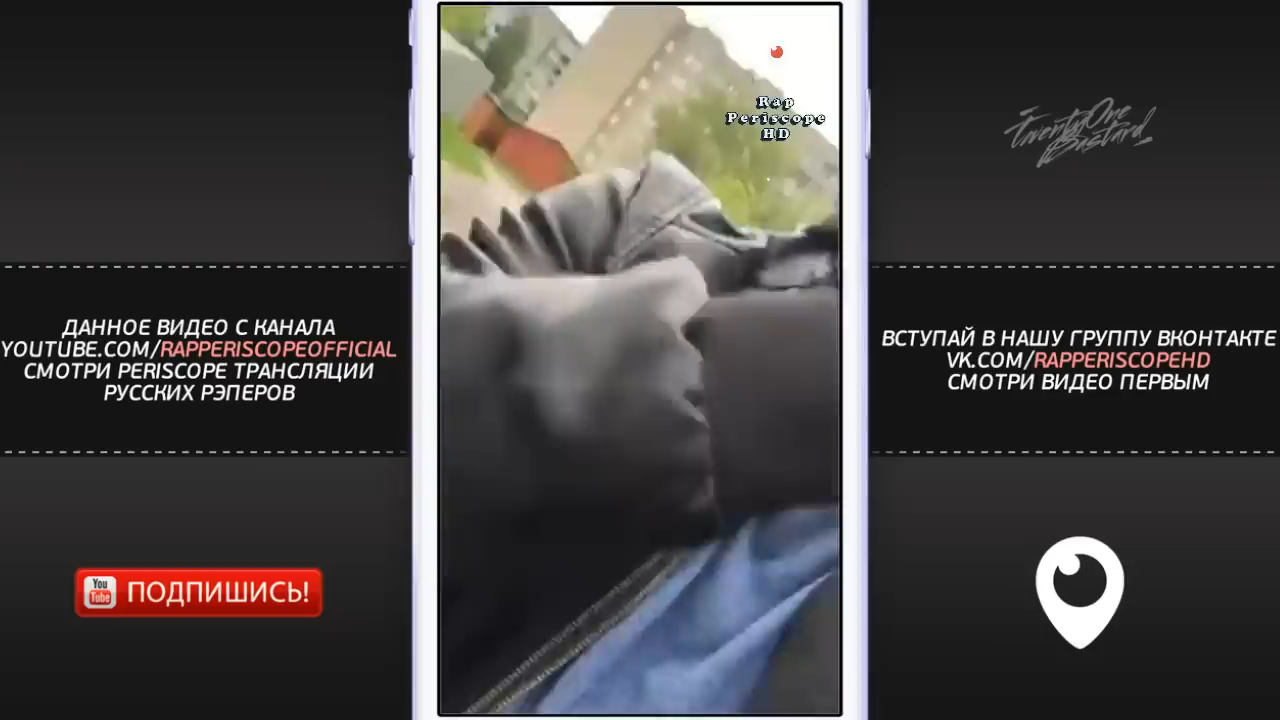 Rap
Periscope
HD
TwentyOne
Bastard
ДАННОЕ ВИДЕО С КАНАЛА
YOUTUBE.COM/RAPPERISCOPEOFFICIAL
СМОТРИ PERISCOPE ТРАНСЛЯЦИИ
РУССКИХ РЭПЕРОВ
ВСТУПАЙ В НАШУ ГРУППУ ВКОНТАКТЕ
VK.COM/RAPPERISCOPEHD
СМОТРИ ВИДЕО ПЕРВЫМ
You
Tube
ПОДПИШИСЬ!